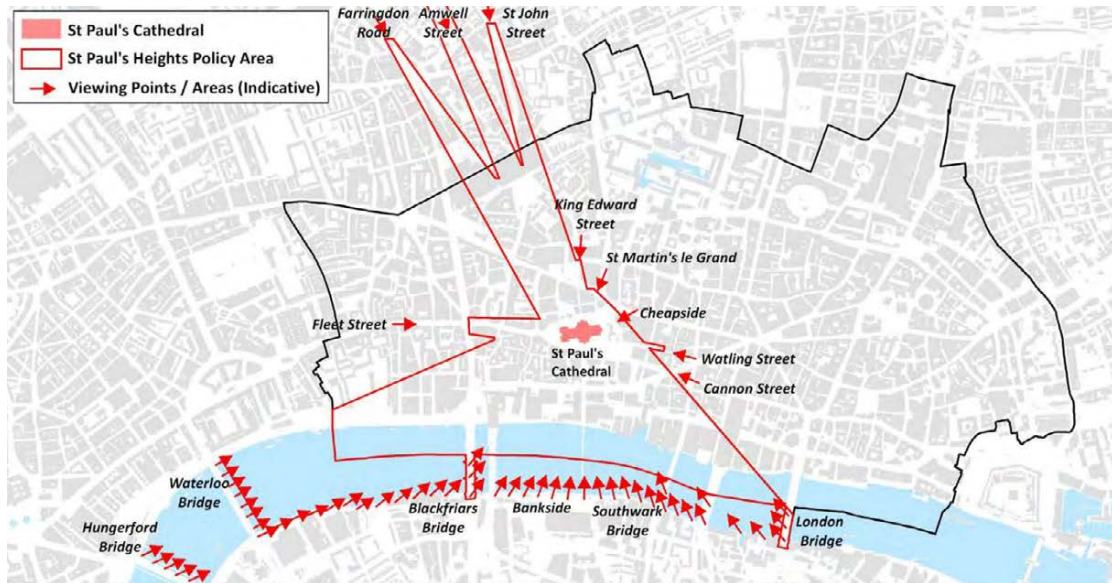 St Paul's Cathedral
St Paul's Heights Policy Area
Viewing Points / Areas (Indicative)
Farringdon
Road
Amwell
Street
St John
Street
King Edward
Street
St Martin's le Grand
Cheapside
Fleet Street
St Paul's
Cathedral
Watling Street
Cannon Street
Waterloo
Bridge
Hungerford
Bridge
Blackfriars
Bridge
Bankside
Southwark
Bridge
London
Bridge